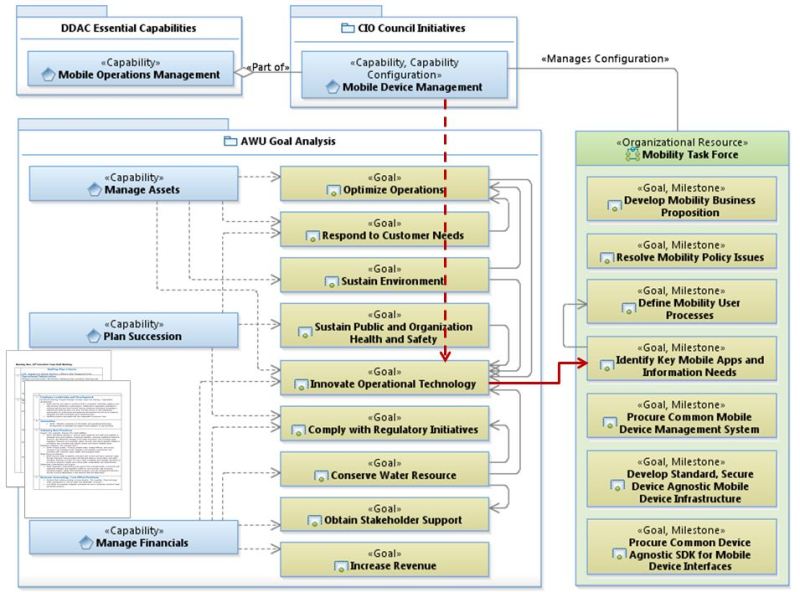 DDAC Essential Capabilities
«Capability»
Mobile Operations Management
«Part of»
CIO Council Initiatives
«Capability, Capability
Configuration»
Mobile Device Management
«Manages Configuration»
AWU Goal Analysis
«Capability»
Manage Assets
«Capability»
Plan Succession
«Capability»
Manage Financials
«Goal»
Optimize Operations
«Goal»
Respond to Customer Needs
«Goal»
Sustain Environment
«Goal»
Sustain Public and Organization
Health and Safety
«Goal»
Innovate Operational Technology
«Goal»
Comply with Regulatory Initiatives
«Goal»
Conserve Water Resource
«Goal»
Obtain Stakeholder Support
«Goal»
Increase Revenue
«Organizational Resource»
Mobility Task Force
«Goal, Milestone»
Develop Mobility Business
Proposition
«Goal, Milestone»
Resolve Mobility Policy Issues
«Goal, Milestone»
Define Mobility User
Processes
«Goal, Milestone»
Identify Key Mobile Apps and
Information Needs
«Goal, Milestone»
Procure Common Mobile
Device Management System
«Goal, Milestone»
Develop Standard, Secure
Device Agnostic Mobile
Device Infrastructure
«Goal, Milestone»
Procure Common Device
Agnostic SDK for Mobile
Device Interfaces